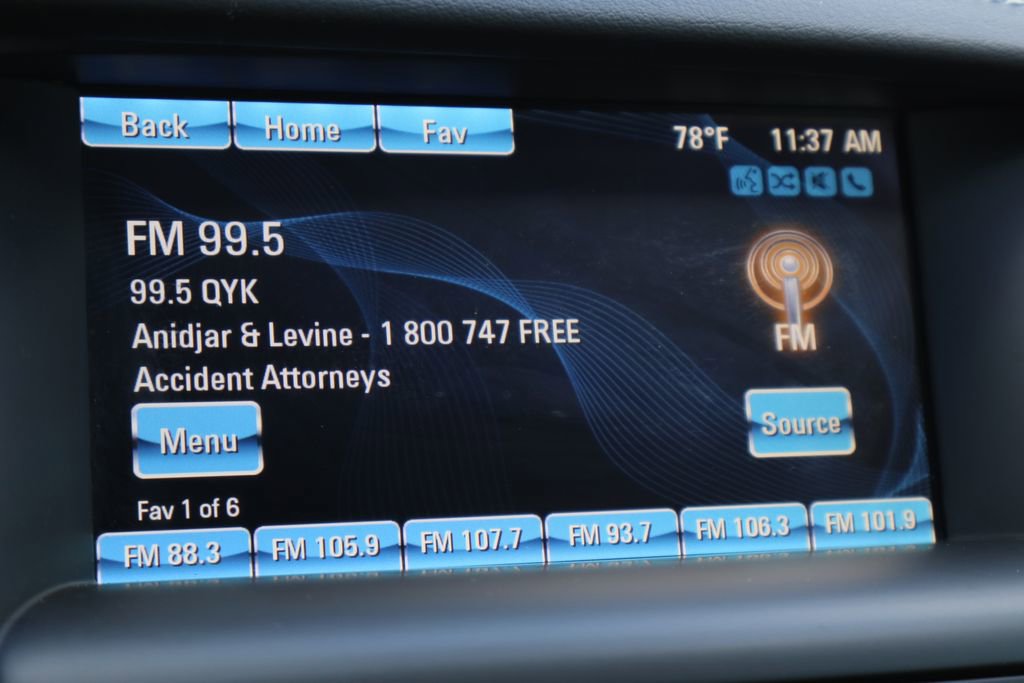 Back Home Fav 78°F 11:37 AM
FM 99.5
99.5 QYK
Anidjar & Levine - 1 800 747 FREE
FM
Accident Attorneys
Menu Source
Fav 1 of 6
FM 88.3 FM 105.9 FM 107.7 FM 93.7 FM 106.3 FM 101.9